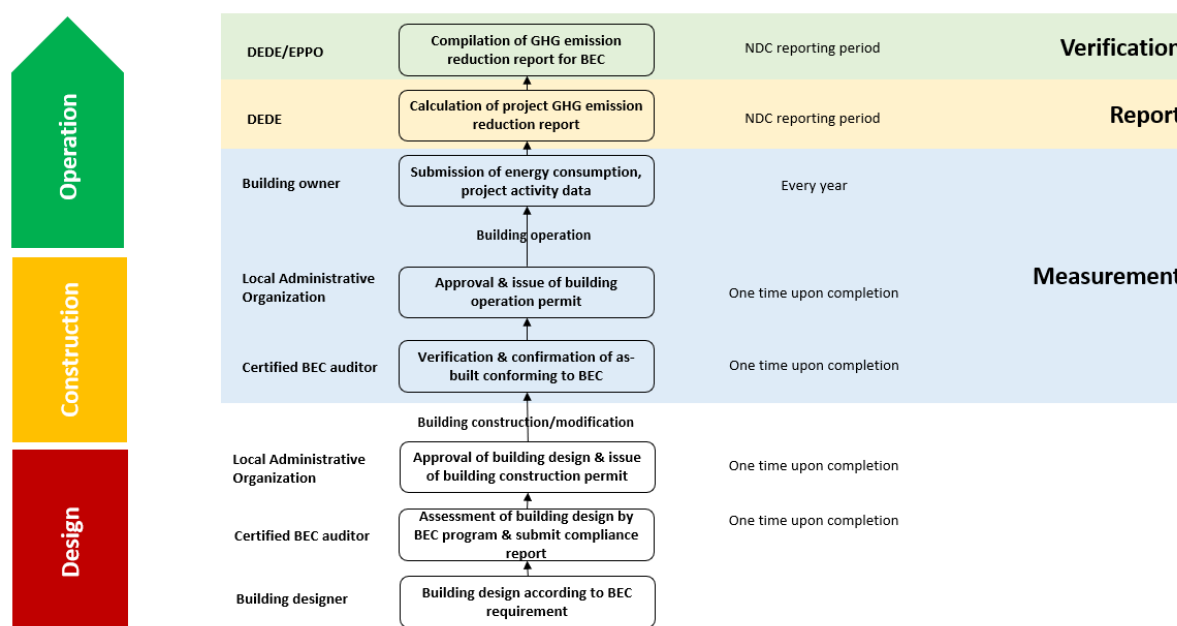 Operation
Construction
Design
DEDE/EPPO
Compilation of GHG emission
reduction report for BEC
NDC reporting period
Verification
DEDE
Calculation of project GHG emission
reduction report
NDC reporting period
Report
Building owner
Submission of energy consumption,
project activity data
Every year
Building operation
Measurement
Local Administrative
Organization
Approval & issue of building
operation permit
One time upon completion
Certified BEC auditor
Verification & confirmation of as-
built conforming to BEC
One time upon completion
Building construction/modification
Local Administrative
Organization
Approval of building design & issue
of building construction permit
One time upon completion
Certified BEC auditor
Assessment of building design by
BEC program & submit compliance
report
One time upon completion
Building designer
Building design according to BEC
requirement